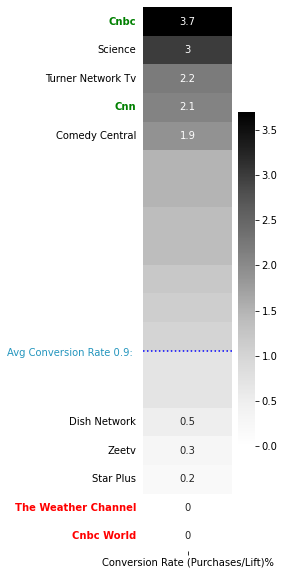 Cnbc 3.7
Science 3
Turner Network Tv 2.2
Cnn 2.1
Comedy Central 1.9
3.5
3.0
2.5
2.0
1.5
1.0
0.5
0.0
Avg Conversion Rate 0.9:
Dish Network 0.5
Zeetv 0.3
Star Plus 0.2
The Weather Channel 0
Cnbc World 0
Conversion Rate (Purchases/Lift)%